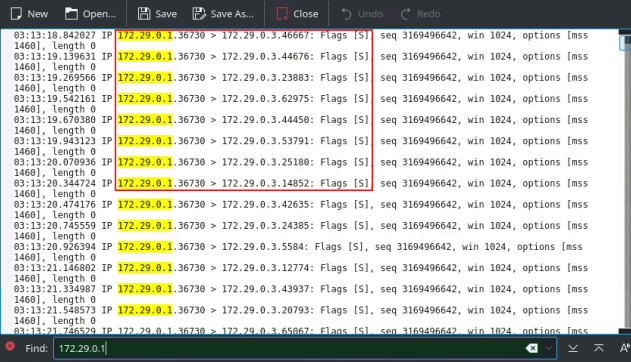 New Open... Save Save As... Close Undo Redo
03:13:18.842027 IP 172.29.0.1.36730 > 172.29.0.3.46667: Flags [S], seq 3169496642, win 1024, options [mss
1460], length 0
03:13:19.139631 IP 172.29.0.1.36730 > 172.29.0.3.44676: Flags [S], seq 3169496642, win 1024, options [mss
1460], length 0
03:13:19.269566 IP 172.29.0.1.36730 > 172.29.0.3.23883: Flags [S], seq 3169496642, win 1024, options [mss
1460], length 0
03:13:19.542161 IP 172.29.0.1.36730 > 172.29.0.3.62975: Flags [S], seq 3169496642, win 1024, options [mss
1460], length 0
03:13:19.670380 IP 172.29.0.1.36730 > 172.29.0.3.44450: Flags [S], seq 3169496642, win 1024, options [mss
1460], length 0
03:13:19.943123 IP 172.29.0.1.36730 > 172.29.0.3.53791: Flags [S], seq 3169496642, win 1024, options [mss
1460], length 0
03:13:20.070936 IP 172.29.0.1.36730 > 172.29.0.3.25180: Flags [S], seq 3169496642, win 1024, options [mss
1460], length 0
03:13:20.344724 IP 172.29.0.1.36730 > 172.29.0.3.14852: Flags [S], seq 3169496642, win 1024, options [mss
1460], length 0
03:13:20.474176 IP 172.29.0.1.36730 > 172.29.0.3.42635: Flags [S], seq 3169496642, win 1024, options [mss
1460], length 0
03:13:20.745559 IP 172.29.0.1.36730 > 172.29.0.3.24385: Flags [S], seq 3169496642, win 1024, options [mss
1460], length 0
03:13:20.926394 IP 172.29.0.1.36730 > 172.29.0.3.5584: Flags [S], seq 3169496642, win 1024, options [mss
1460], length 0
03:13:21.146802 IP 172.29.0.1.36730 > 172.29.0.3.12774: Flags [S], seq 3169496642, win 1024, options [mss
1460], length 0
03:13:21.334987 IP 172.29.0.1.36730 > 172.29.0.3.43937: Flags [S], seq 3169496642, win 1024, options [mss
1460], length 0
03:13:21.548573 IP 172.29.0.1.36730 > 172.29.0.3.20793: Flags [S], seq 3169496642, win 1024, options [mss
1460], length 0
03:13:21.746529 IP 172.29.0.1.36730 > 172.29.0.3.65067: Flags [S], seq 3169496642, win 1024, options [mss
Find: 172.29.0.1